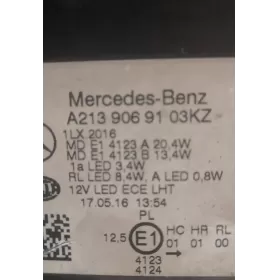 Mercedes-Benz
A213 906 91 03KZ
1LX 2016
MD E1 4123 A 20,4W
MD E1 4123 B 13,4W
1a LED 3,4W
RL LED 8,4W, A LED 0,8W
12V LED ECE LHT
17.05.16 13:54
PL
HC HR RL
12,5 E1 01 01 00
4123
4124